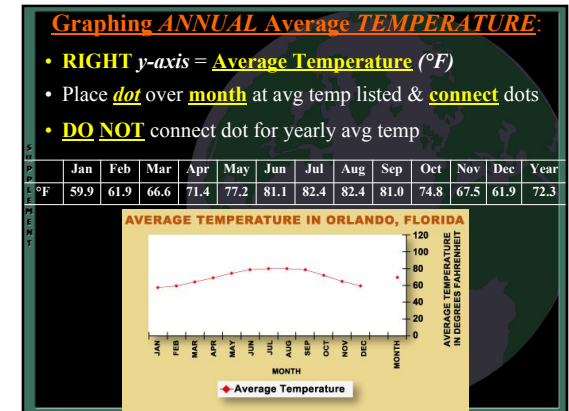 Graphing ANNUAL Average TEMPERATURE:
• RIGHT y-axis = Average Temperature (°F)
• Place dot over month at avg temp listed & connect dots
• DO NOT connect dot for yearly avg temp
SUPPLEMENT
Jan Feb Mar Apr May Jun Jul Aug Sep Oct Nov Dec Year
°F 59.9 61.9 66.6 71.4 77.2 81.1 82.4 82.4 81.0 74.8 67.5 61.9 72.3
AVERAGE TEMPERATURE IN ORLANDO, FLORIDA
120
100
80
60
40
20
0
AVERAGE TEMPERATURE
IN DEGREES FAHRENHEIT
JAN FEB MAR APR MAY JUN JUL AUG SEP OCT NOV DEC MONTH
MONTH
Average Temperature